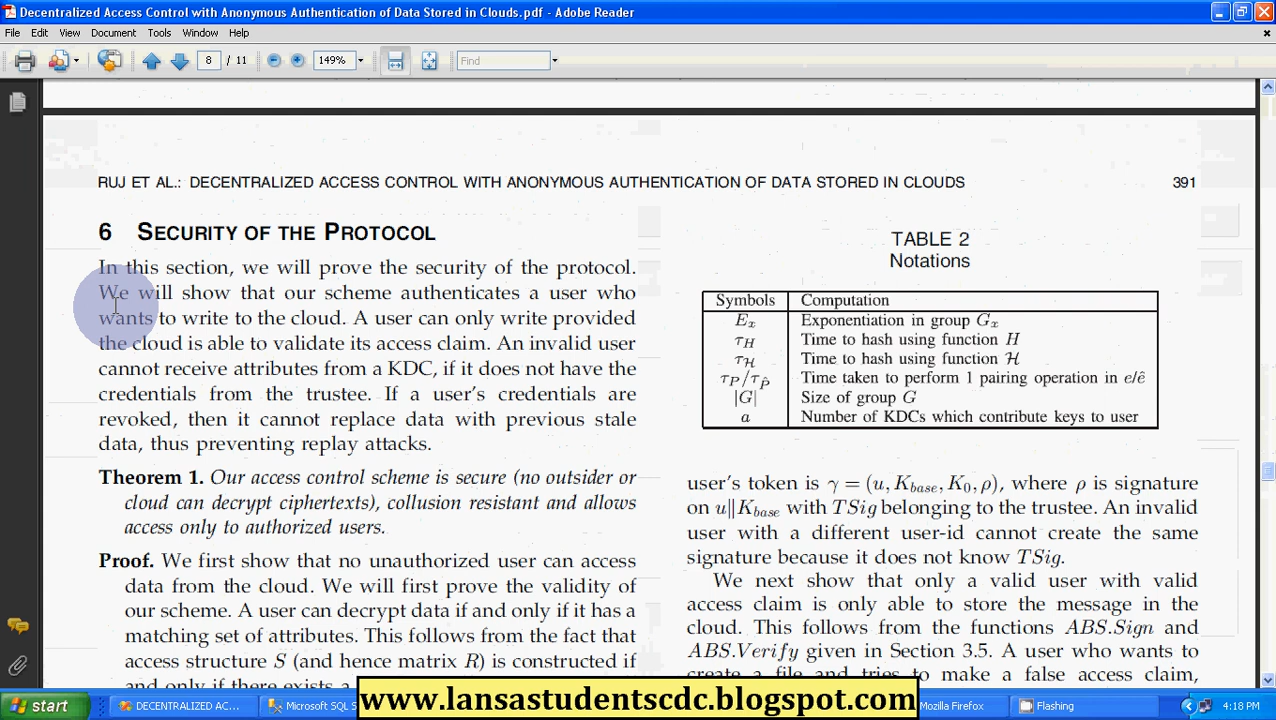 Decentralized Access Control with Anonymous Authentication of Data Stored in Clouds.pdf - Adobe Reader
File Edit View Document Tools Window Help
8 / 11 149% Find
RUJ ET AL.: DECENTRALIZED ACCESS CONTROL WITH ANONYMOUS AUTHENTICATION OF DATA STORED IN CLOUDS 391
6 SECURITY OF THE PROTOCOL
In this section, we will prove the security of the protocol.
We will show that our scheme authenticates a user who
wants to write to the cloud. A user can only write provided
the cloud is able to validate its access claim. An invalid user
cannot receive attributes from a KDC, if it does not have the
credentials from the trustee. If a user's credentials are
revoked, then it cannot replace data with previous stale
data, thus preventing replay attacks.
Theorem 1. Our access control scheme is secure (no outsider or
cloud can decrypt ciphertexts), collusion resistant and allows
access only to authorized users.
Proof. We first show that no unauthorized user can access
data from the cloud. We will first prove the validity of
our scheme. A user can decrypt data if and only if it has a
matching set of attributes. This follows from the fact that
access structure S (and hence matrix R) is constructed if
and only if there exists a
TABLE 2
Notations
Symbols Computation
E_x Exponentiation in group G_x
τ_H Time to hash using function H
τ_ℋ Time to hash using function ℋ
τ_P/τ_P̂ Time taken to perform 1 pairing operation in e/ê
|G| Size of group G
a Number of KDCs which contribute keys to user
user's token is γ = (u, K_base, K_0, ρ), where ρ is signature
on u||K_base with TSig belonging to the trustee. An invalid
user with a different user-id cannot create the same
signature because it does not know TSig.
We next show that only a valid user with valid
access claim is only able to store the message in the
cloud. This follows from the functions ABS.Sign and
ABS.Verify given in Section 3.5. A user who wants to
create a file and tries to make a false access claim,
www.lansastudentscdc.blogspot.com
start DECENTRALIZED AC... Microsoft SQL S Mozilla Firefox Flashing 4:18 PM